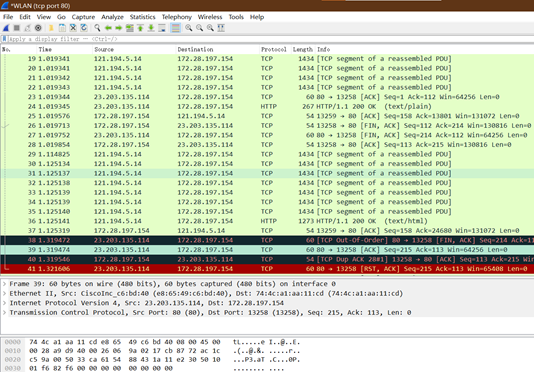 *WLAN (tcp port 80)
File Edit View Go Capture Analyze Statistics Telephony Wireless Tools Help
Apply a display filter
No. Time Source Destination Protocol Length Info
19 1.019341 121.194.5.14 172.28.197.154 TCP 1434 [TCP segment of a reassembled PDU]
20 1.019341 121.194.5.14 172.28.197.154 TCP 1434 [TCP segment of a reassembled PDU]
21 1.019342 121.194.5.14 172.28.197.154 TCP 1434 [TCP segment of a reassembled PDU]
22 1.019343 121.194.5.14 172.28.197.154 TCP 1434 [TCP segment of a reassembled PDU]
23 1.019344 23.203.135.114 172.28.197.154 TCP 60 80 → 13258 [ACK] Seq=1 Ack=112 Win=64256 Len=0
24 1.019345 23.203.135.114 172.28.197.154 HTTP 267 HTTP/1.1 200 OK (text/plain)
25 1.019570 172.28.197.154 121.194.5.14 TCP 54 13259 → 80 [ACK] Seq=158 Ack=13801 Win=131072 Len=0
26 1.019713 172.28.197.154 23.203.135.114 TCP 54 13258 → 80 [FIN, ACK] Seq=112 Ack=214 Win=130816 Len=0
27 1.019752 23.203.135.114 172.28.197.154 TCP 60 80 → 13258 [FIN, ACK] Seq=214 Ack=112 Win=64256 Len=0
28 1.019854 172.28.197.154 23.203.135.114 TCP 54 13258 → 80 [ACK] Seq=113 Ack=215 Win=130816 Len=0
29 1.114825 121.194.5.14 172.28.197.154 TCP 1434 [TCP segment of a reassembled PDU]
30 1.125134 121.194.5.14 172.28.197.154 TCP 1434 [TCP segment of a reassembled PDU]
31 1.125137 121.194.5.14 172.28.197.154 TCP 1434 [TCP segment of a reassembled PDU]
32 1.125138 121.194.5.14 172.28.197.154 TCP 1434 [TCP segment of a reassembled PDU]
33 1.125139 121.194.5.14 172.28.197.154 TCP 1434 [TCP segment of a reassembled PDU]
34 1.125139 121.194.5.14 172.28.197.154 TCP 1434 [TCP segment of a reassembled PDU]
35 1.125140 121.194.5.14 172.28.197.154 TCP 1434 [TCP segment of a reassembled PDU]
36 1.125141 121.194.5.14 172.28.197.154 HTTP 1273 HTTP/1.1 200 OK (text/html)
37 1.125319 172.28.197.154 121.194.5.14 TCP 54 13259 → 80 [ACK] Seq=158 Ack=24680 Win=131072 Len=0
38 1.319472 23.203.135.114 172.28.197.154 TCP 60 [TCP Out-Of-Order] 80 → 13258 [FIN, ACK] Seq=214 Ack=11
39 1.319474 23.203.135.114 172.28.197.154 TCP 60 80 → 13258 [ACK] Seq=215 Ack=113 Win=64256 Len=0
40 1.319546 172.28.197.154 23.203.135.114 TCP 54 [TCP Dup ACK 28#1] 13258 → 80 [ACK] Seq=113 Ack=215 Win
41 1.321606 23.203.135.114 172.28.197.154 TCP 60 80 → 13258 [RST, ACK] Seq=215 Ack=113 Win=65408 Len=0
Frame 39: 60 bytes on wire (480 bits), 60 bytes captured (480 bits) on interface 0
Ethernet II, Src: CiscoInc_c6:bd:40 (e8:65:49:c6:bd:40), Dst: 74:4c:a1:aa:11:cd (74:4c:a1:aa:11:cd)
Internet Protocol Version 4, Src: 23.203.135.114, Dst: 172.28.197.154
Transmission Control Protocol, Src Port: 80 (80), Dst Port: 13258 (13258), Seq: 215, Ack: 113, Len: 0
0000 74 4c a1 aa 11 cd e8 65 49 c6 bd 40 08 00 45 00 tL.....e I..@..E.
0010 00 28 a9 d9 40 00 26 06 9a 02 17 cb 87 72 ac 1c .(..@.&. .....r..
0020 c5 9a 00 50 33 ca 61 54 88 43 1a 11 e2 30 50 10 ...P3.aT .C...0P.
0030 01 f6 82 f6 00 00 00 00 00 00 00 00 ........ ....